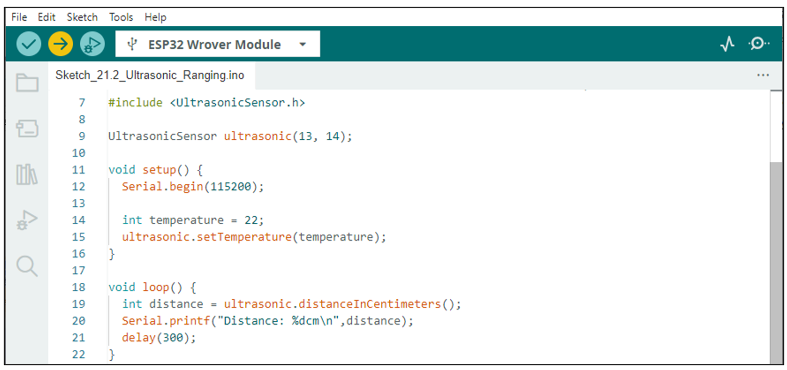 File Edit Sketch Tools Help
ESP32 Wrover Module
Sketch_21.2_Ultrasonic_Ranging.ino
7 #include <UltrasonicSensor.h>
8
9 UltrasonicSensor ultrasonic(13, 14);
10
11 void setup() {
12 Serial.begin(115200);
13
14 int temperature = 22;
15 ultrasonic.setTemperature(temperature);
16 }
17
18 void loop() {
19 int distance = ultrasonic.distanceInCentimeters();
20 Serial.printf("Distance: %dcm\n",distance);
21 delay(300);
22 }